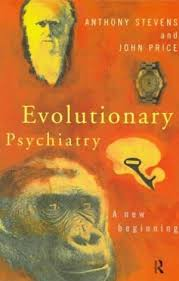 ANTHONY STEVENS
and
JOHN PRICE
Evolutionary
Psychiatry
A new
beginning
R